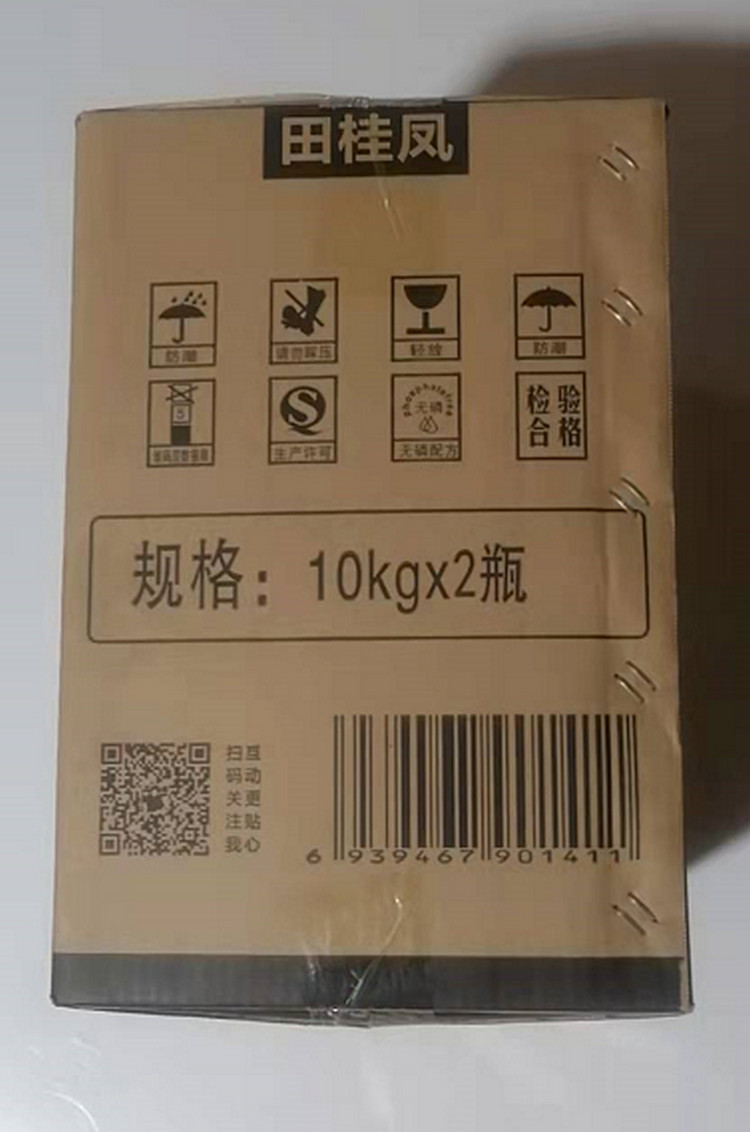 田桂凤
防潮
请勿踩压
轻放
防潮
5
生产许可
phosphatefree
无磷
无磷配方
检验
合格
规格：10kgx2瓶
扫码关注我
互动更贴心
6 939467 901411